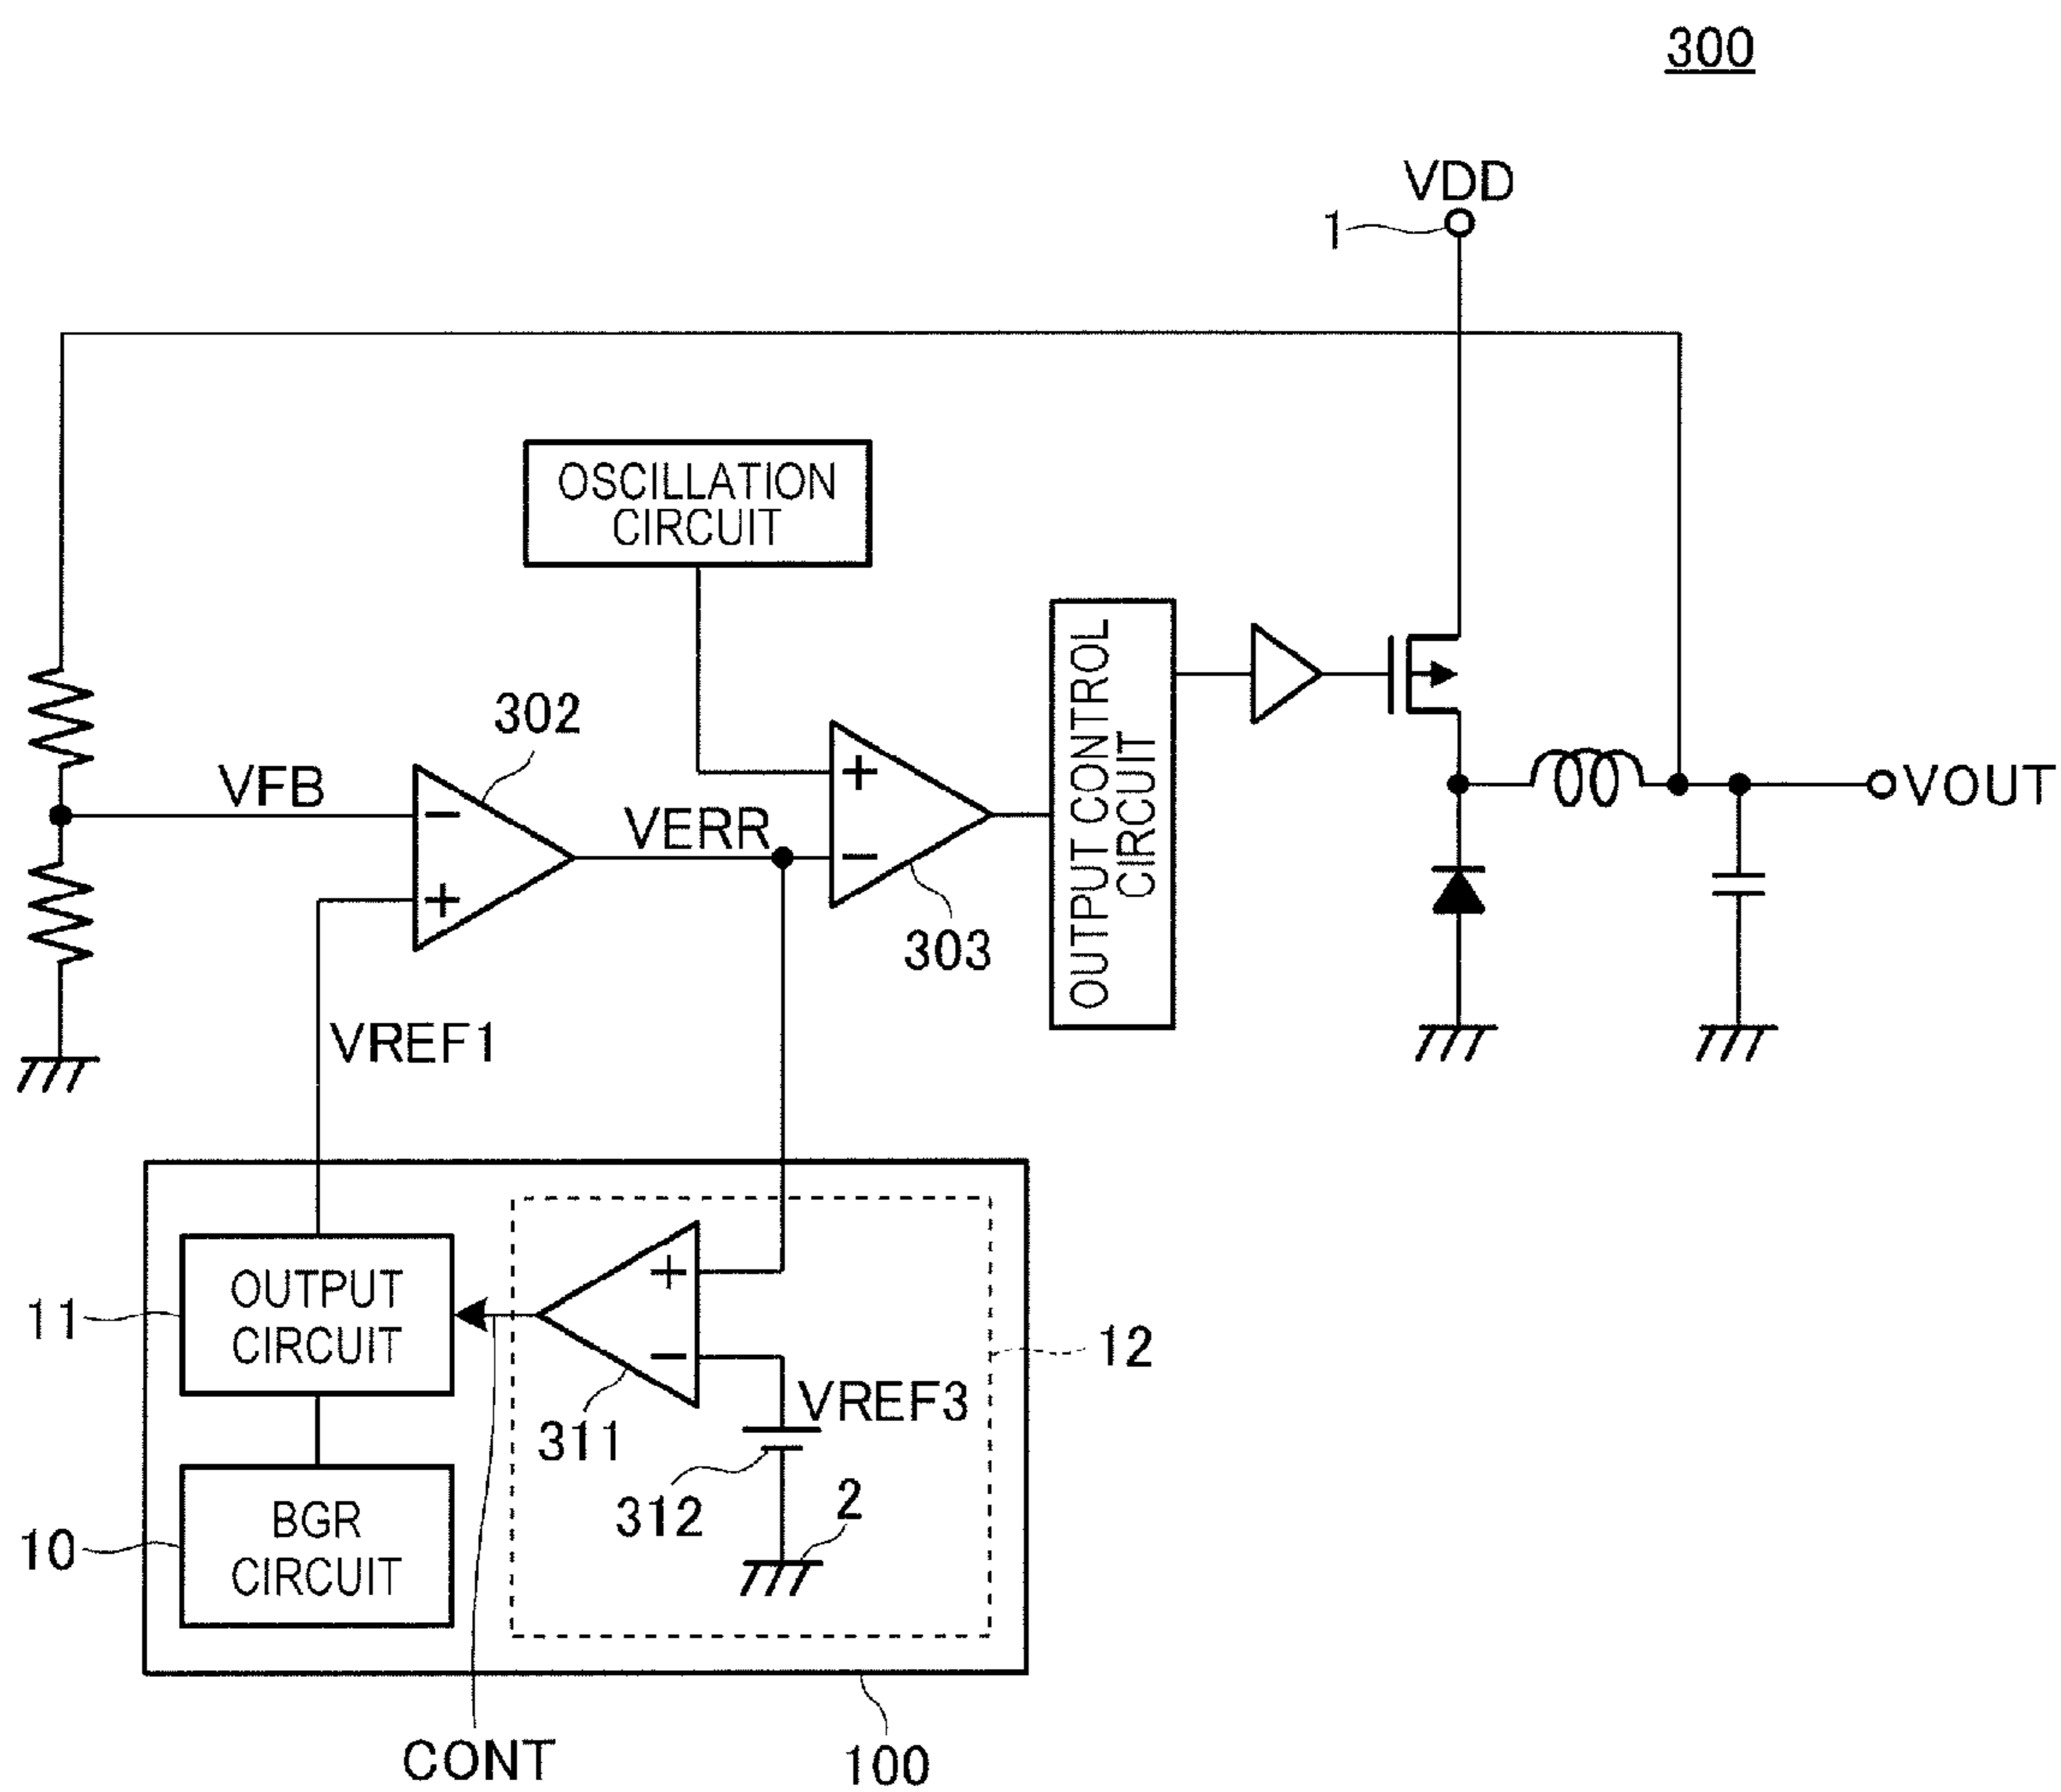 300
VDD
1
OSCILLATION
CIRCUIT
302
VFB
−
+
VERR
+
−
303
OUTPUT CONTROL
CIRCUIT
VOUT
VREF1
OUTPUT
CIRCUIT
11
+
−
311
12
VREF3
312
2
BGR
CIRCUIT
10
CONT
100